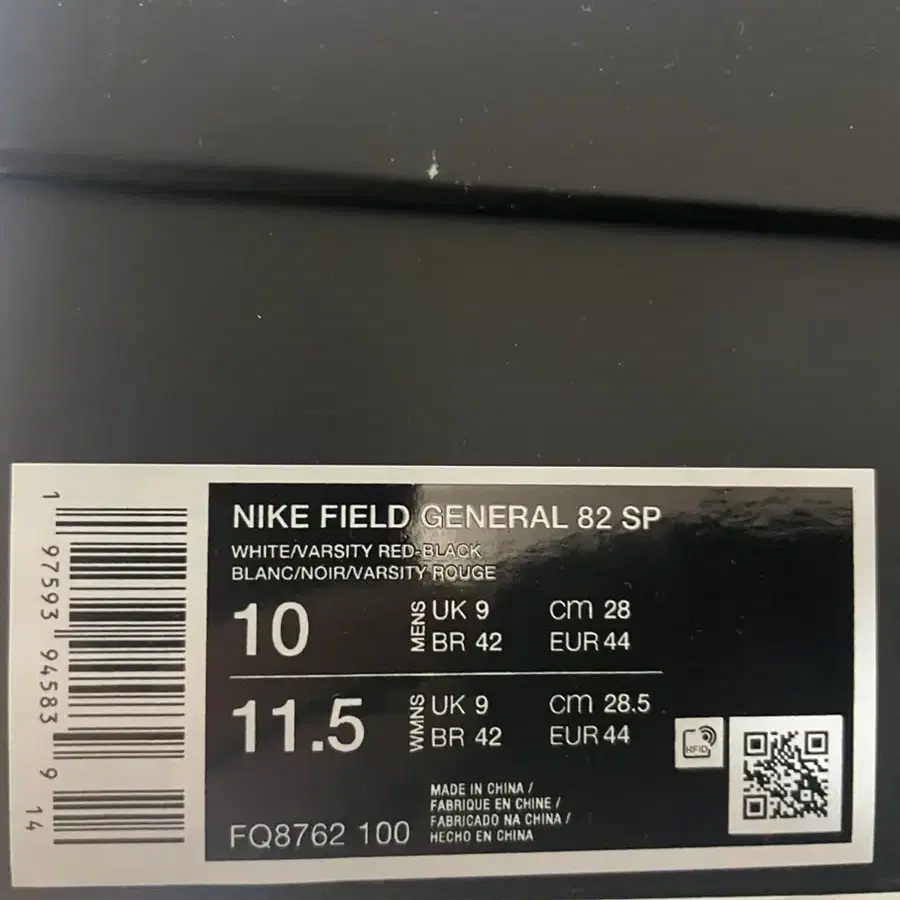 NIKE FIELD GENERAL 82 SP
WHITE/VARSITY RED-BLACK
BLANC/NOIR/VARSITY ROUGE
10 MENS UK 9 cm 28
BR 42 EUR 44
11.5 WMNS UK 9 cm 28.5
BR 42 EUR 44
RFID
MADE IN CHINA /
FABRIQUE EN CHINE /
FABRICADO NA CHINA /
HECHO EN CHINA
FQ8762 100
1 97593 94583 9 14